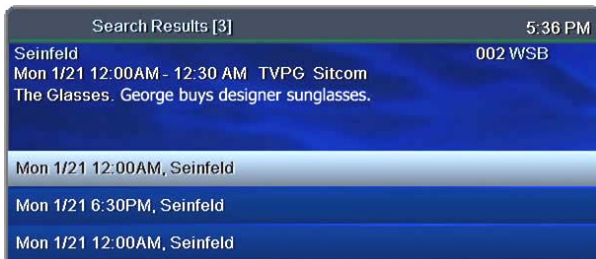 Search Results [3] 5:36 PM
Seinfeld 002 WSB
Mon 1/21 12:00AM - 12:30 AM TVPG Sitcom
The Glasses. George buys designer sunglasses.
Mon 1/21 12:00AM, Seinfeld
Mon 1/21 6:30PM, Seinfeld
Mon 1/21 12:00AM, Seinfeld